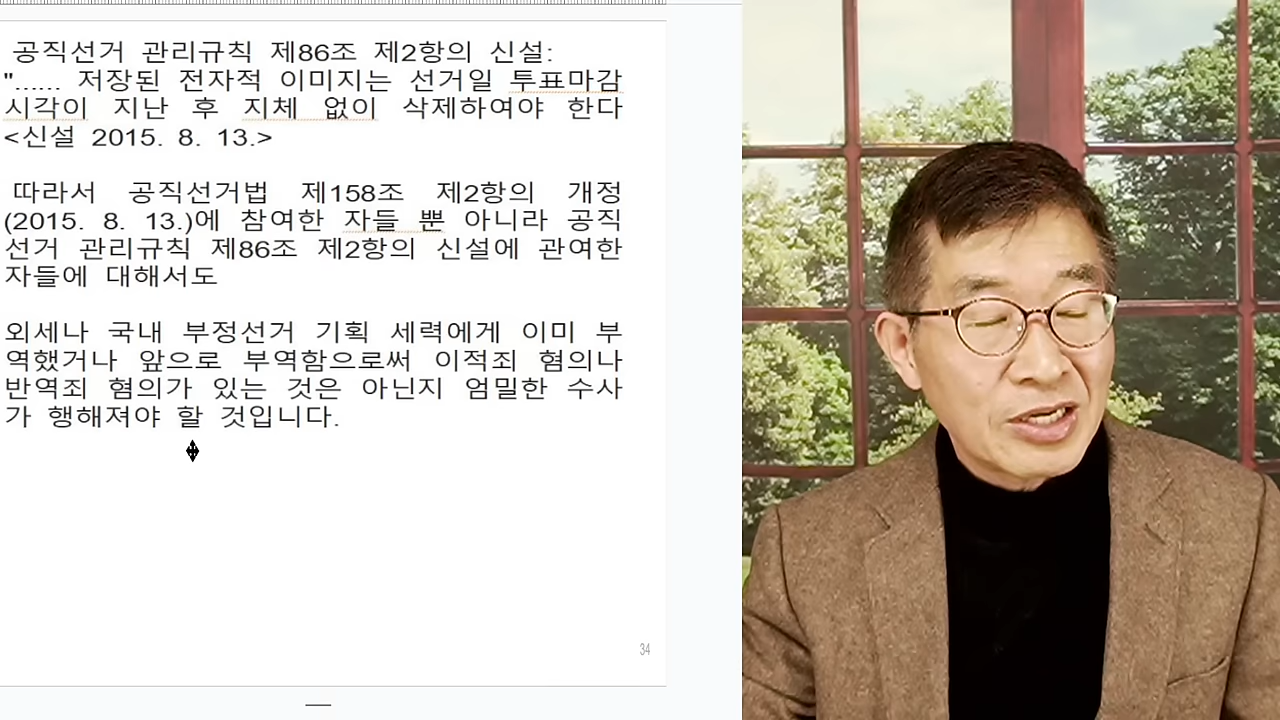 공직선거 관리규칙 제86조 제2항의 신설:
"...... 저장된 전자적 이미지는 선거일 투표마감
시각이 지난 후 지체 없이 삭제하여야 한다
<신설 2015. 8. 13.>
따라서 공직선거법 제158조 제2항의 개정
(2015. 8. 13.)에 참여한 자들 뿐 아니라 공직
선거 관리규칙 제86조 제2항의 신설에 관여한
자들에 대해서도
외세나 국내 부정선거 기획 세력에게 이미 부
역했거나 앞으로 부역함으로써 이적죄 혐의나
반역죄 혐의가 있는 것은 아닌지 엄밀한 수사
가 행해져야 할 것입니다.
34